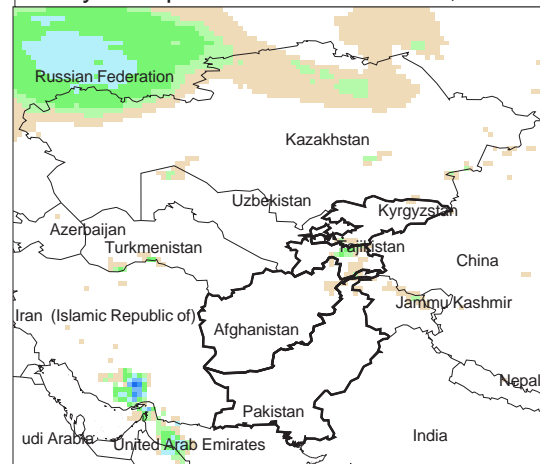 Russian Federation
Kazakhstan
Uzbekistan
Kyrgyzstan
Azerbaijan
Turkmenistan
Tajikistan
China
Jammu Kashmir
Iran (Islamic Republic of)
Afghanistan
Nepal
Pakistan
udi Arabia
United Arab Emirates
India